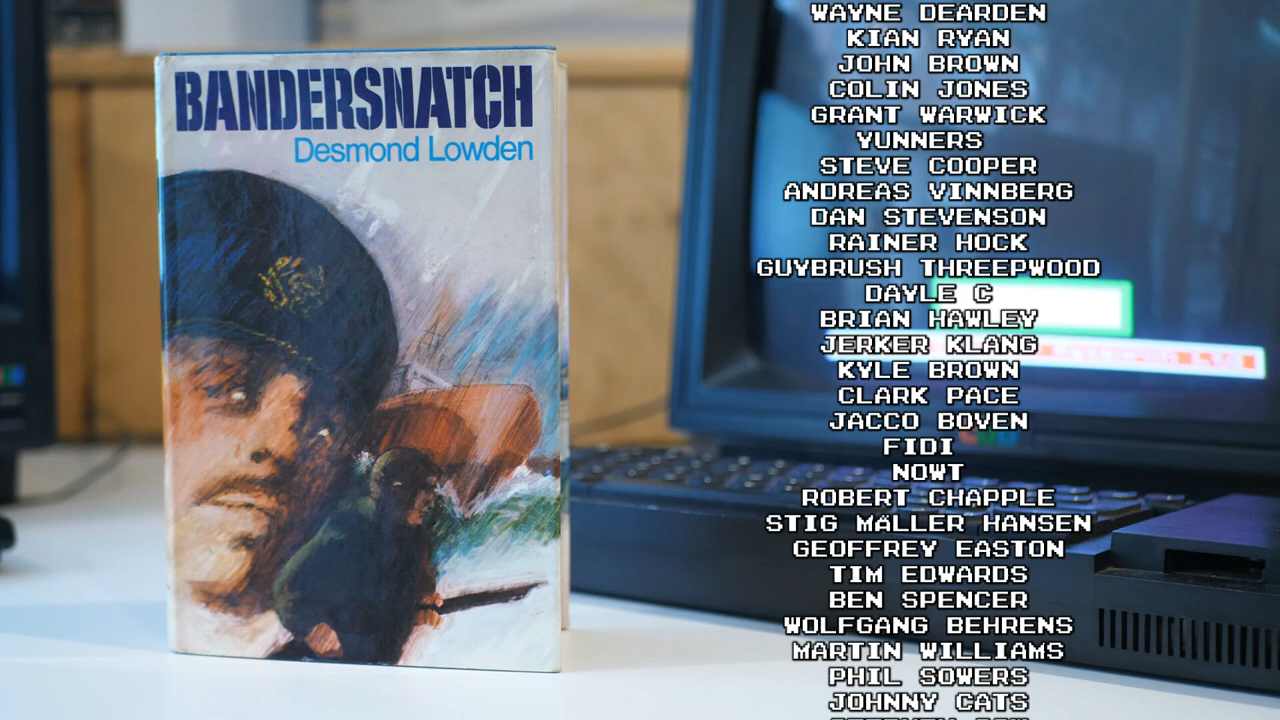 BANDERSNATCH
Desmond Lowden
WAYNE DEARDEN
KIAN RYAN
JOHN BROWN
COLIN JONES
GRANT WARWICK
YUNNERS
STEVE COOPER
ANDREAS VINNBERG
DAN STEVENSON
RAINER HOCK
GUYBRUSH THREEPWOOD
DAYLE C
BRIAN HAWLEY
JERKER KLANG
KYLE BROWN
CLARK PACE
JACCO BOVEN
FIDI
NOWT
ROBERT CHAPPLE
STIG MALLER HANSEN
GEOFFREY EASTON
TIM EDWARDS
BEN SPENCER
WOLFGANG BEHRENS
MARTIN WILLIAMS
PHIL SOWERS
JOHNNY CATS